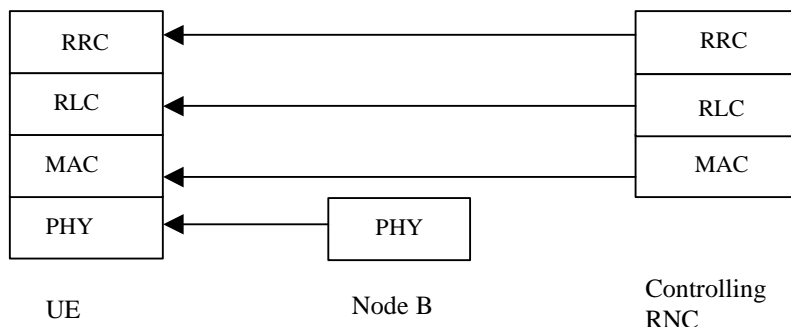 RRC
RRC
RLC
RLC
MAC
MAC
PHY
PHY
UE
Node B
Controlling
RNC